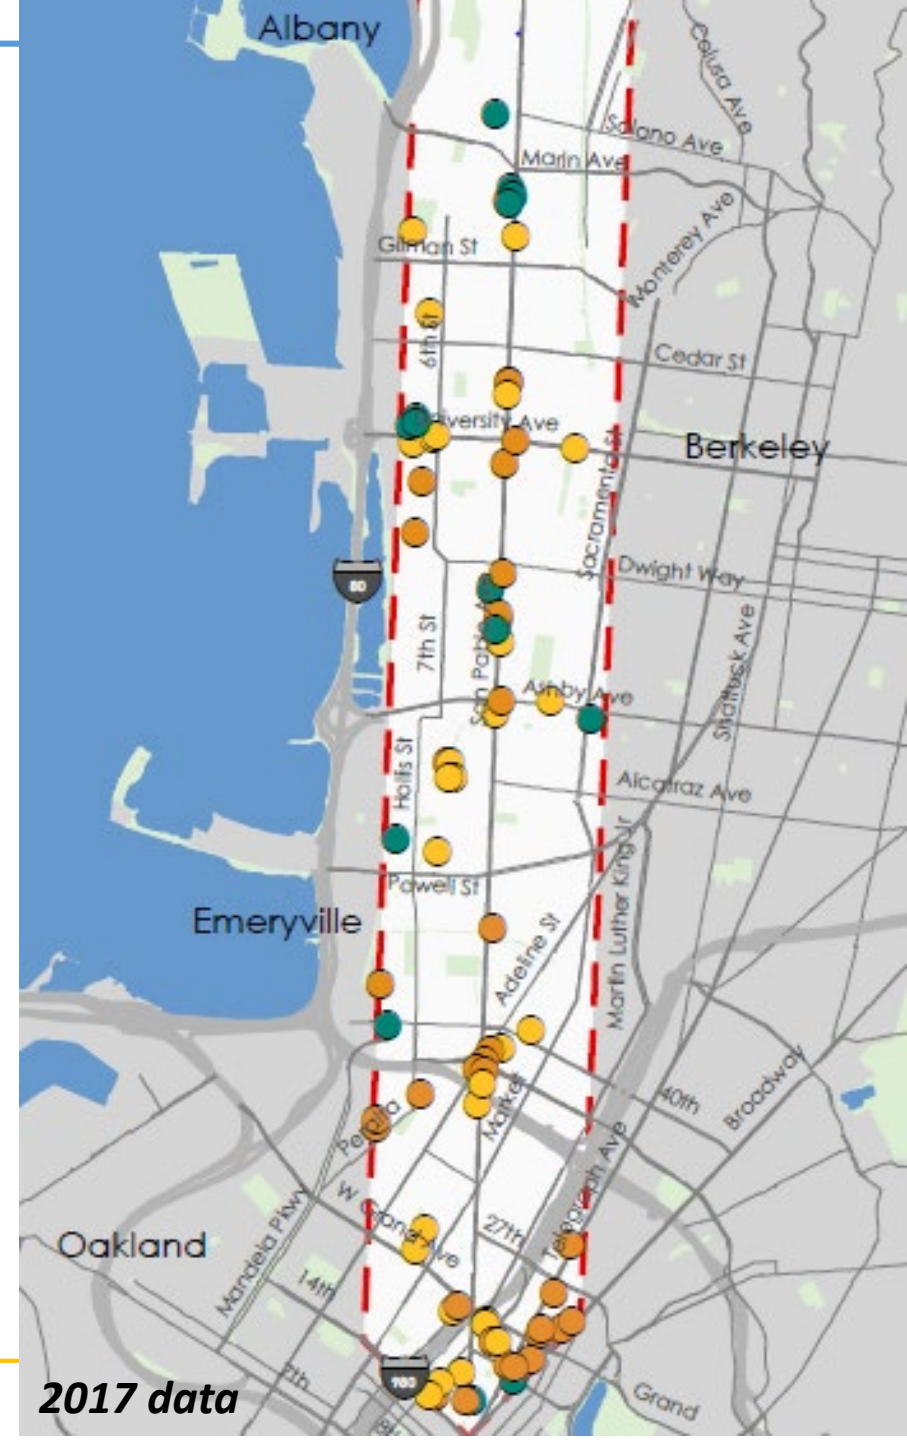 Albany
Colusa Ave
Solano Ave
Marin Ave
Monterey Ave
Gilman St
6th St
Cedar St
University Ave
Berkeley
Sacramento St
80
Dwight Way
7th St
San Pablo
Shattuck Ave
Ashby Ave
Hollis St
Alcatraz Ave
Martin Luther King Jr
Powell St
Emeryville
Adeline St
40th
Broadway
Market
Peralta
Telegraph Ave
W Grand Ave
27th
Oakland
Mandela Pkwy
14th
7th
980
2017 data
8th
Grand